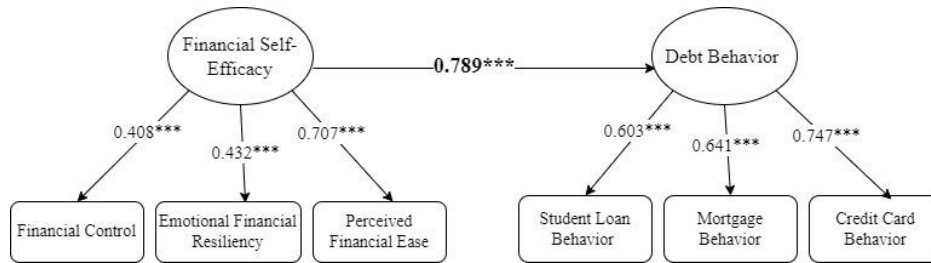 Financial Self-
Efficacy
0.789***
Debt Behavior
0.408***
0.432***
0.707***
0.603***
0.641***
0.747***
Financial Control
Emotional Financial
Resiliency
Perceived
Financial Ease
Student Loan
Behavior
Mortgage
Behavior
Credit Card
Behavior